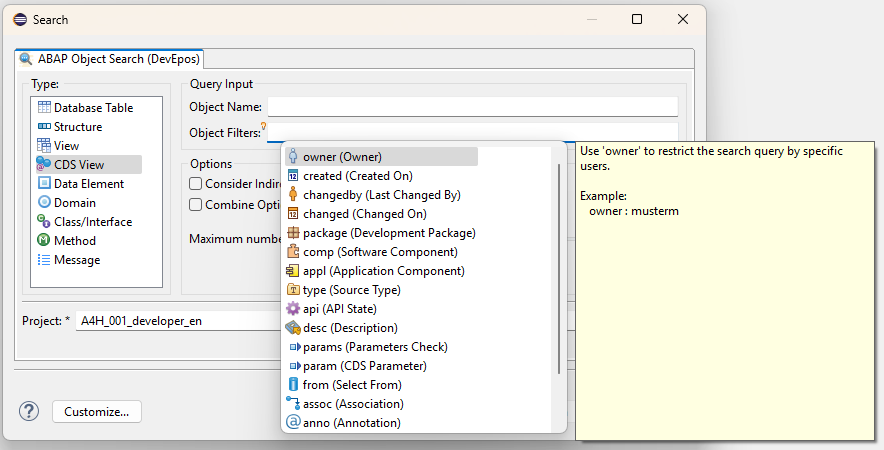 Search
ABAP Object Search (DevEpos)
Type:
Database Table
Structure
View
CDS View
Data Element
Domain
Class/Interface
Method
Message
Query Input
Object Name:
Object Filters:
Options
Consider Indir
Combine Opti
Maximum numbe
owner (Owner)
created (Created On)
changedby (Last Changed By)
changed (Changed On)
package (Development Package)
comp (Software Component)
appl (Application Component)
type (Source Type)
api (API State)
desc (Description)
params (Parameters Check)
param (CDS Parameter)
from (Select From)
assoc (Association)
anno (Annotation)
Use 'owner' to restrict the search query by specific
users.
Example:
owner : musterm
Project: *
A4H_001_developer_en
Customize...